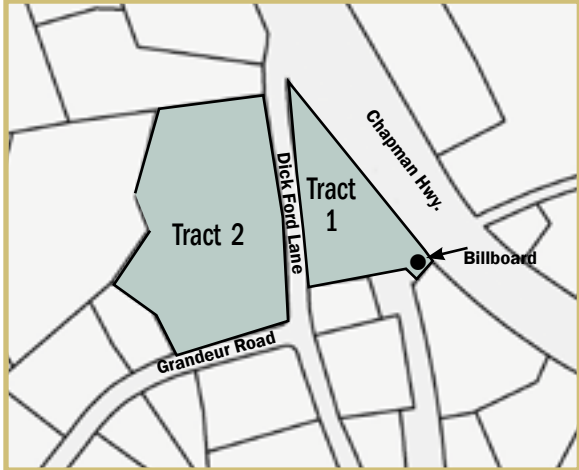 Chapman Hwy.
Dick Ford Lane
Tract
1
Tract 2
Billboard
Grandeur Road